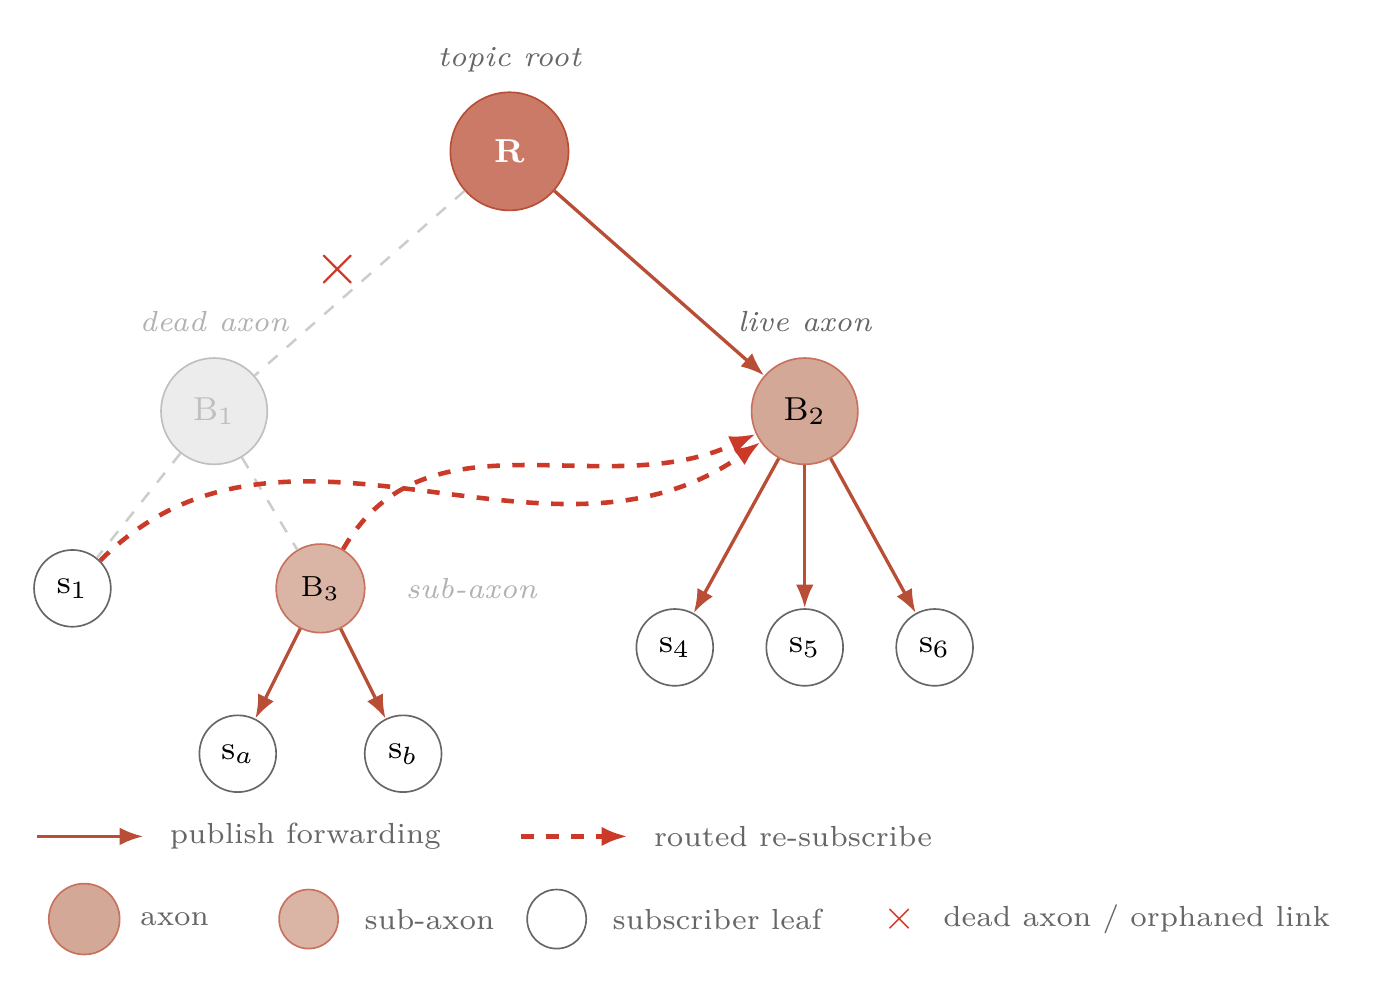 topic root
R
dead axon
live axon
B₁
B₂
s₁
B₃
sub-axon
s₄
s₅
s₆
sₐ
s_b
publish forwarding
routed re-subscribe
axon
sub-axon
subscriber leaf
dead axon / orphaned link